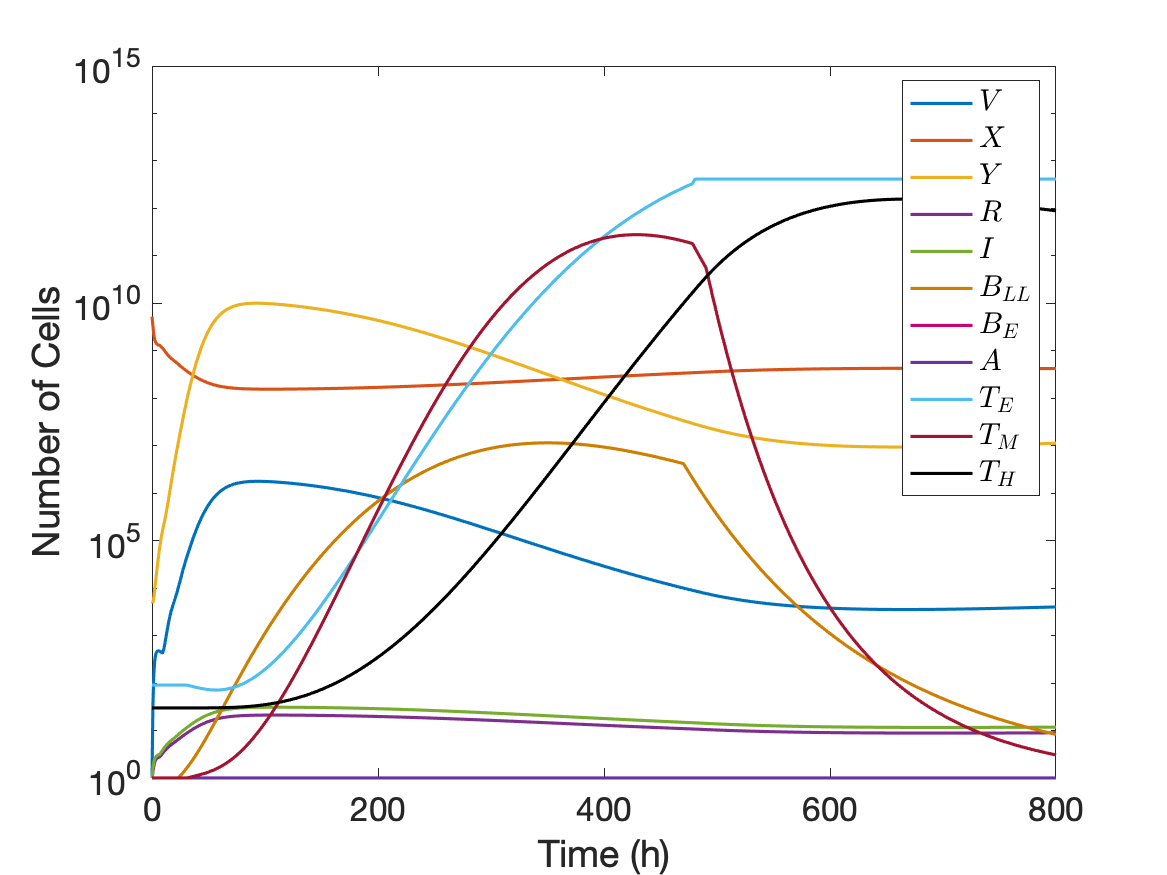 10^15
10^10
10^5
10^0
Number of Cells
0 200 400 600 800
Time (h)
V
X
Y
R
I
B_LL
B_E
A
T_E
T_M
T_H